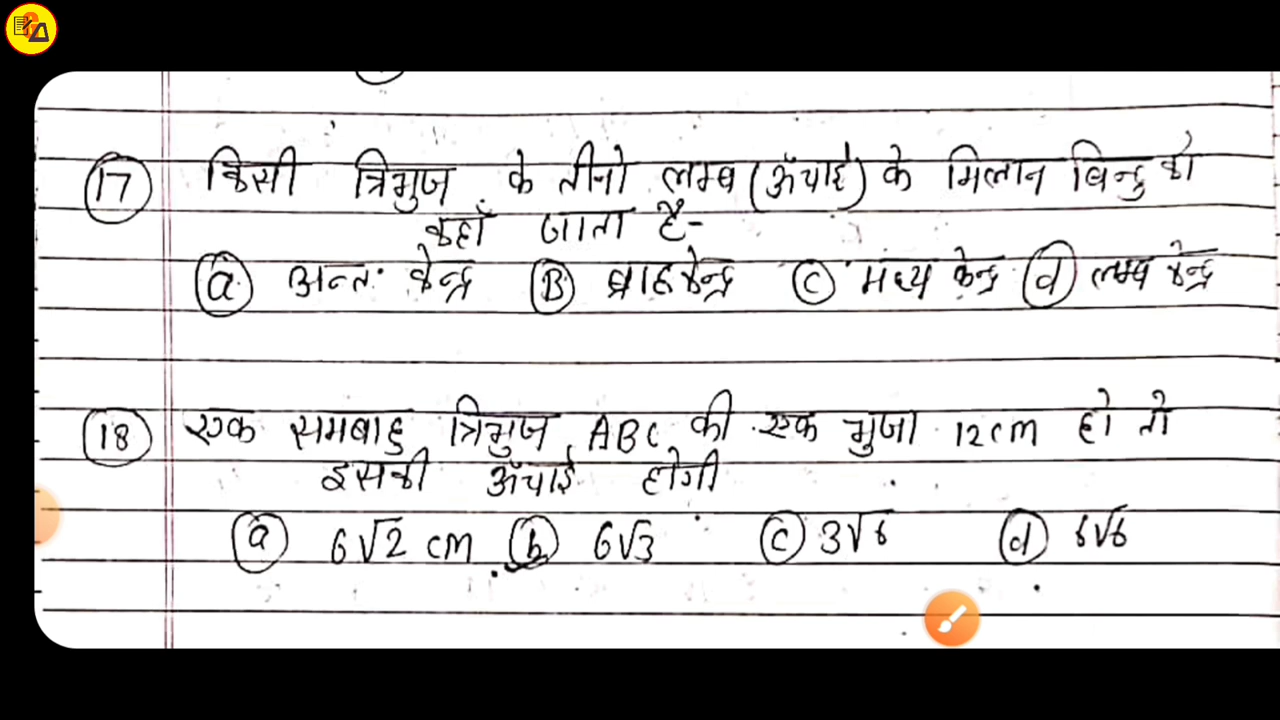 17 किसी त्रिभुज के तीनो लम्ब (ऊँचाई) के मिलान बिन्दु को
कहाँ जाता है-
a अन्तः केन्द्र B बाह्यकेन्द्र C मध्य केन्द्र d लम्ब केन्द्र
18 एक समबाहु त्रिभुज ABC की एक भुजा 12cm हो तो
इसकी ऊँचाई होगी
a 6√2 cm b 6√3 c 3√6 d 6√6